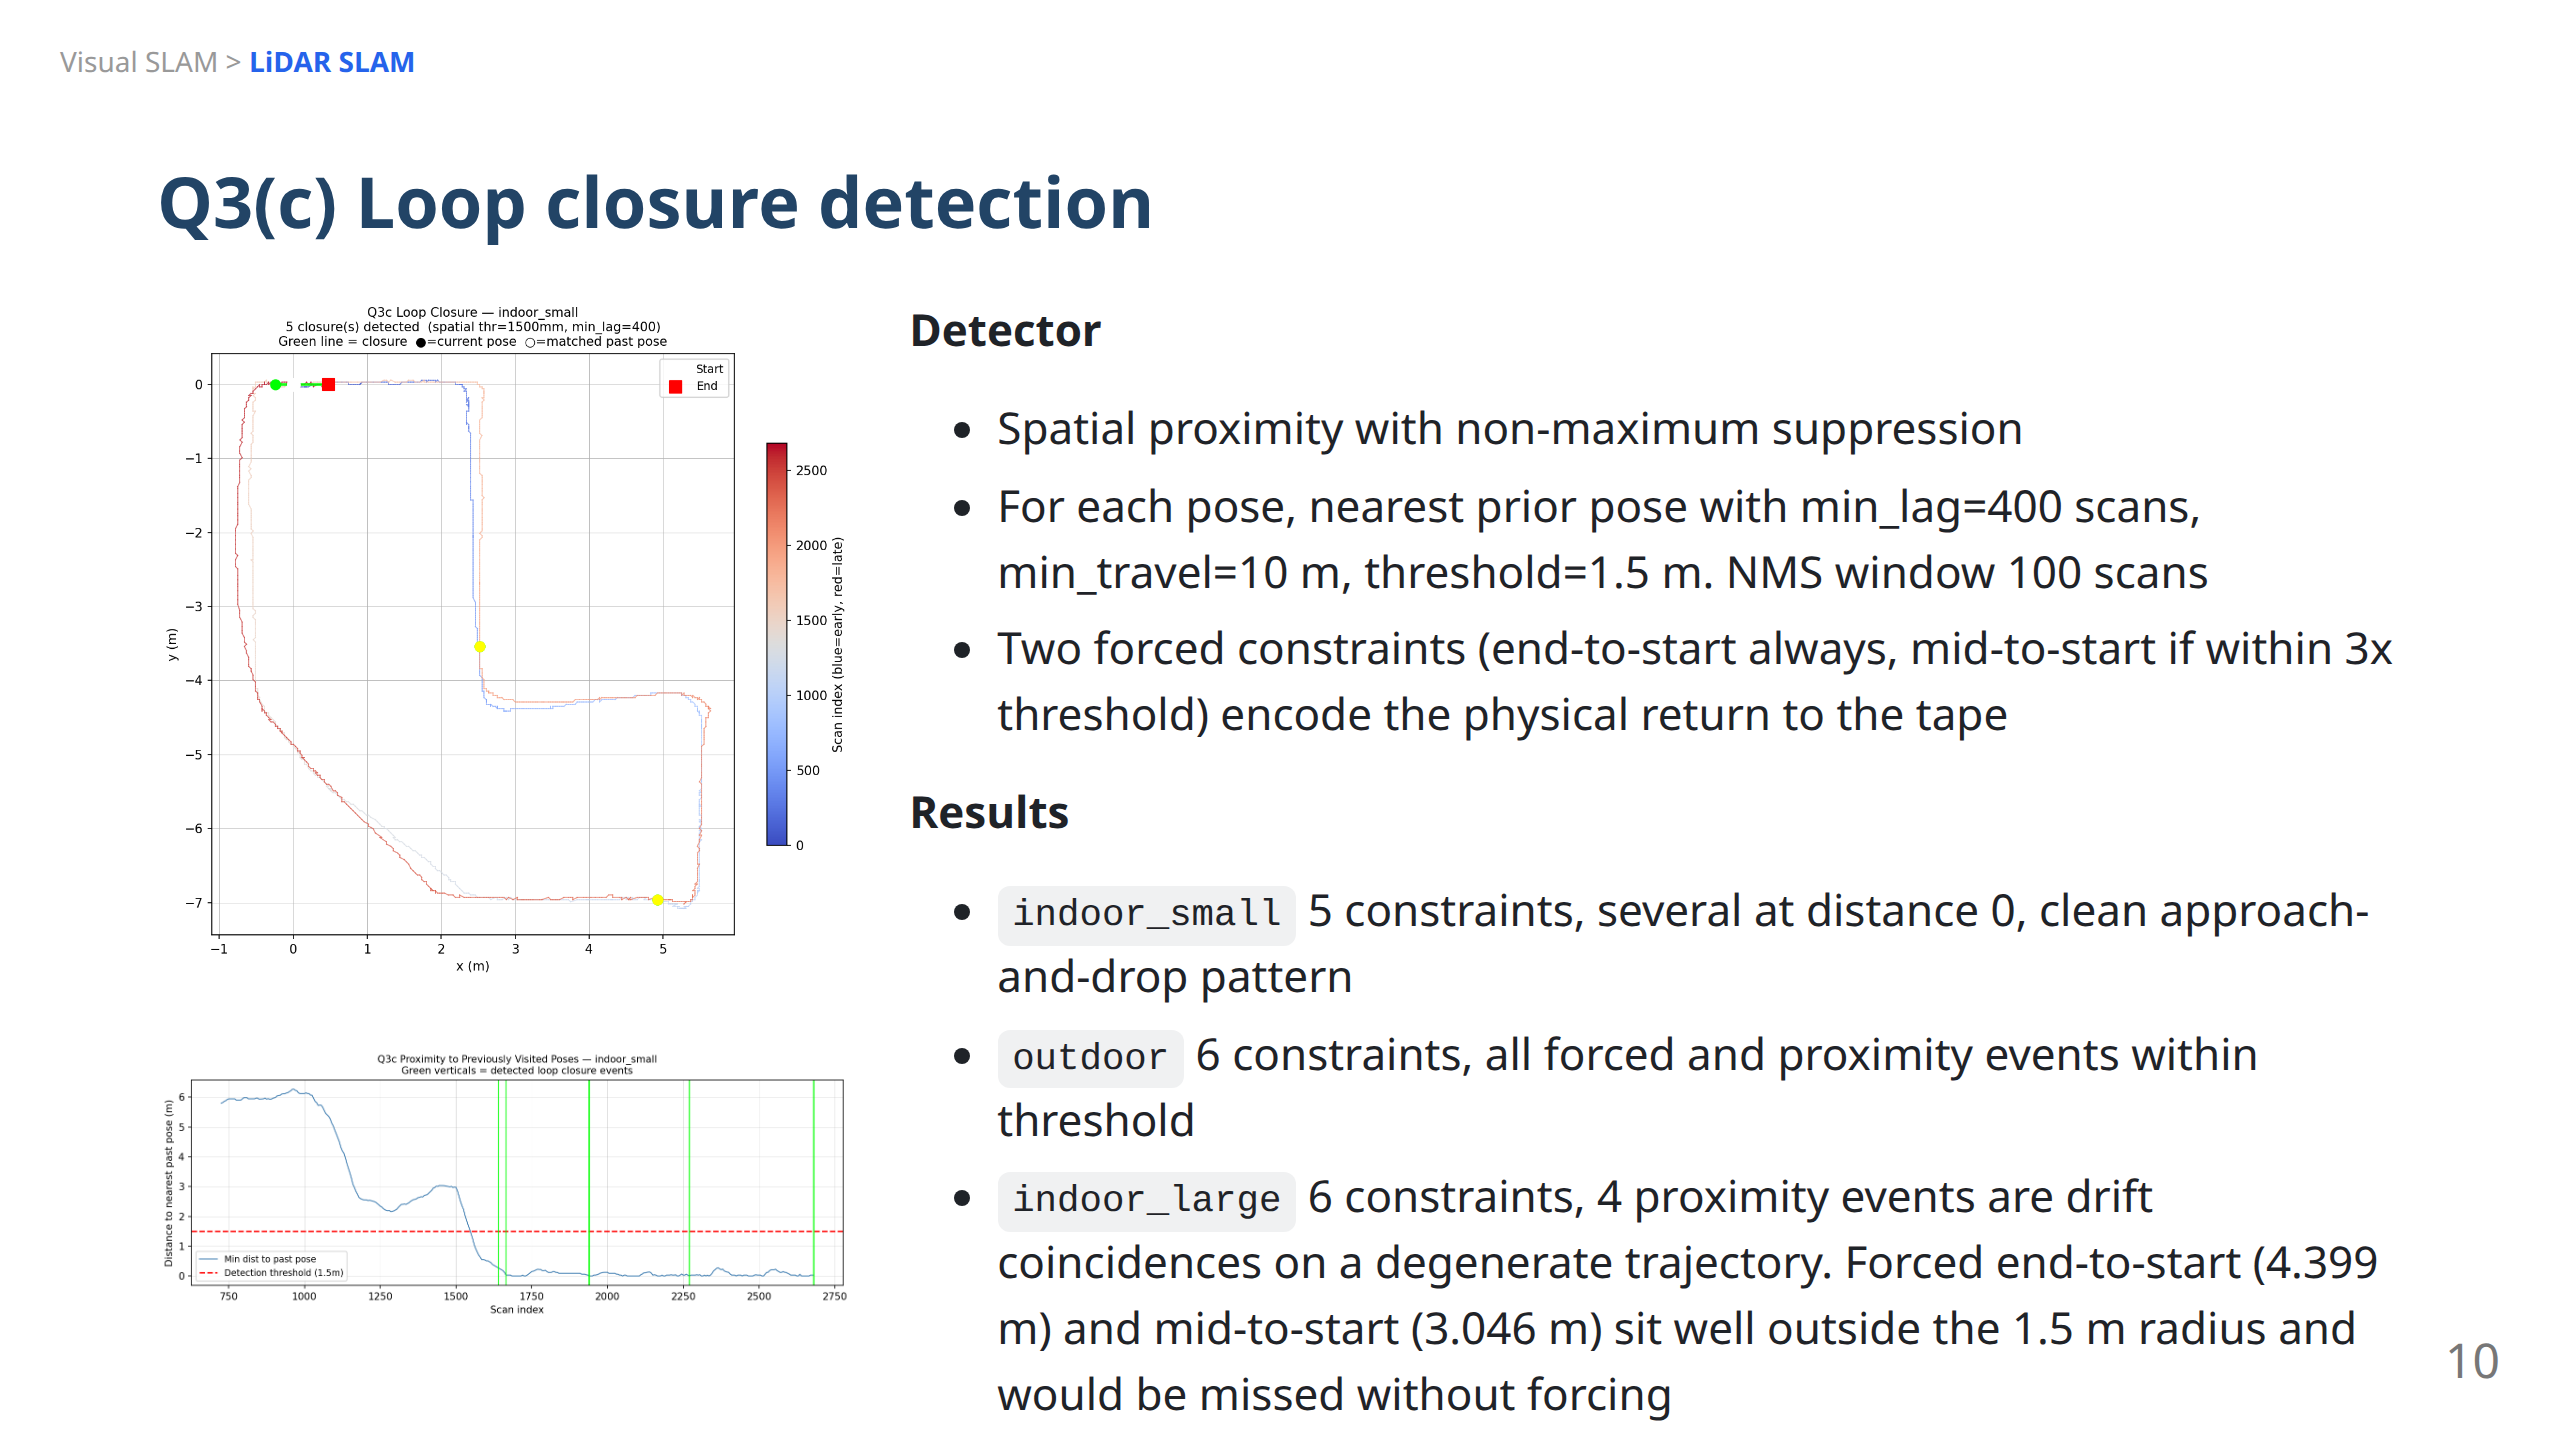 Visual SLAM > LiDAR SLAM
Q3(c) Loop closure detection
Q3c Loop Closure — indoor_small
5 closure(s) detected  (spatial thr=1500mm, min_lag=400)
Green line = closure  ●=current pose  ○=matched past pose
Start
End
0
−1
−2
−3
−4
−5
−6
−7
y (m)
−1 0 1 2 3 4 5
x (m)
2500
2000
1500
1000
500
0
Scan index (blue=early, red=late)
Q3c Proximity to Previously Visited Poses — indoor_small
Green verticals = detected loop closure events
6
5
4
3
2
1
0
Distance to nearest past pose (m)
Min dist to past pose
Detection threshold (1.5m)
750 1000 1250 1500 1750 2000 2250 2500 2750
Scan index
Detector
• Spatial proximity with non-maximum suppression
• For each pose, nearest prior pose with min_lag=400 scans,
min_travel=10 m, threshold=1.5 m. NMS window 100 scans
• Two forced constraints (end-to-start always, mid-to-start if within 3x
threshold) encode the physical return to the tape
Results
• indoor_small 5 constraints, several at distance 0, clean approach-
and-drop pattern
• outdoor 6 constraints, all forced and proximity events within
threshold
• indoor_large 6 constraints, 4 proximity events are drift
coincidences on a degenerate trajectory. Forced end-to-start (4.399
m) and mid-to-start (3.046 m) sit well outside the 1.5 m radius and
would be missed without forcing
10